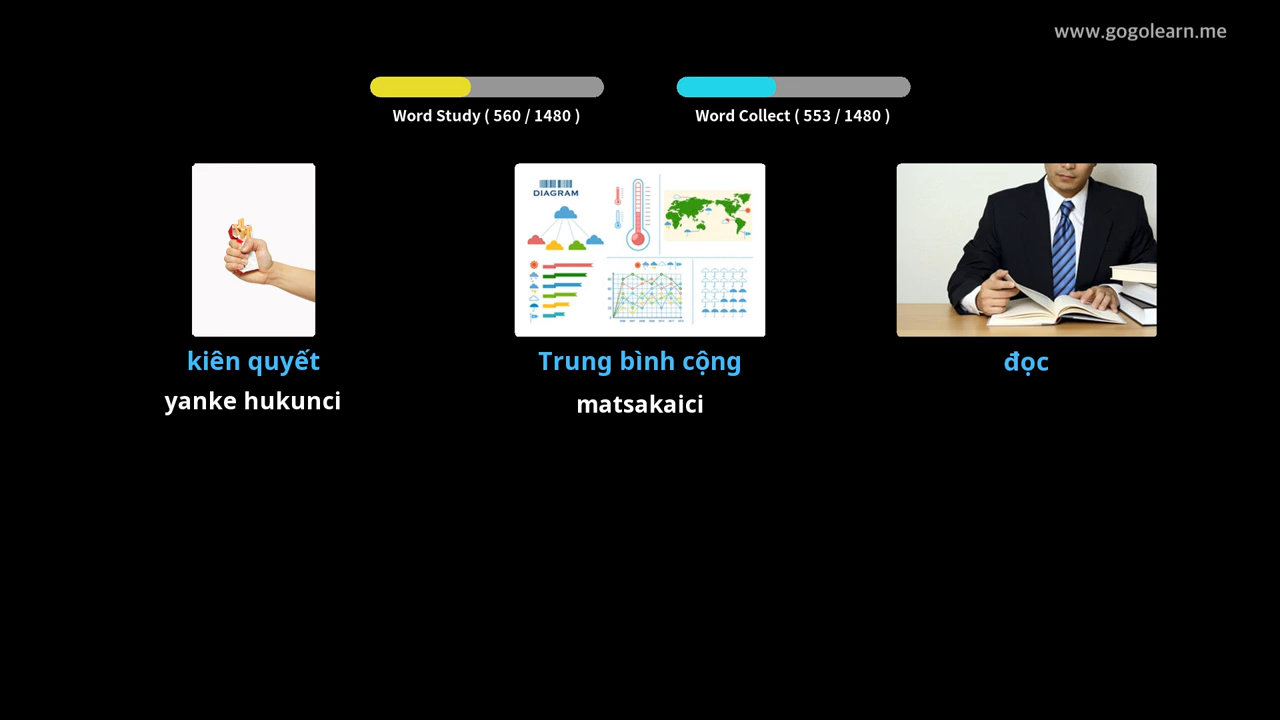 www.gogolearn.me
Word Study ( 560 / 1480 )
Word Collect ( 553 / 1480 )
DIAGRAM
kiên quyết
Trung bình cộng
đọc
yanke hukunci
matsakaici